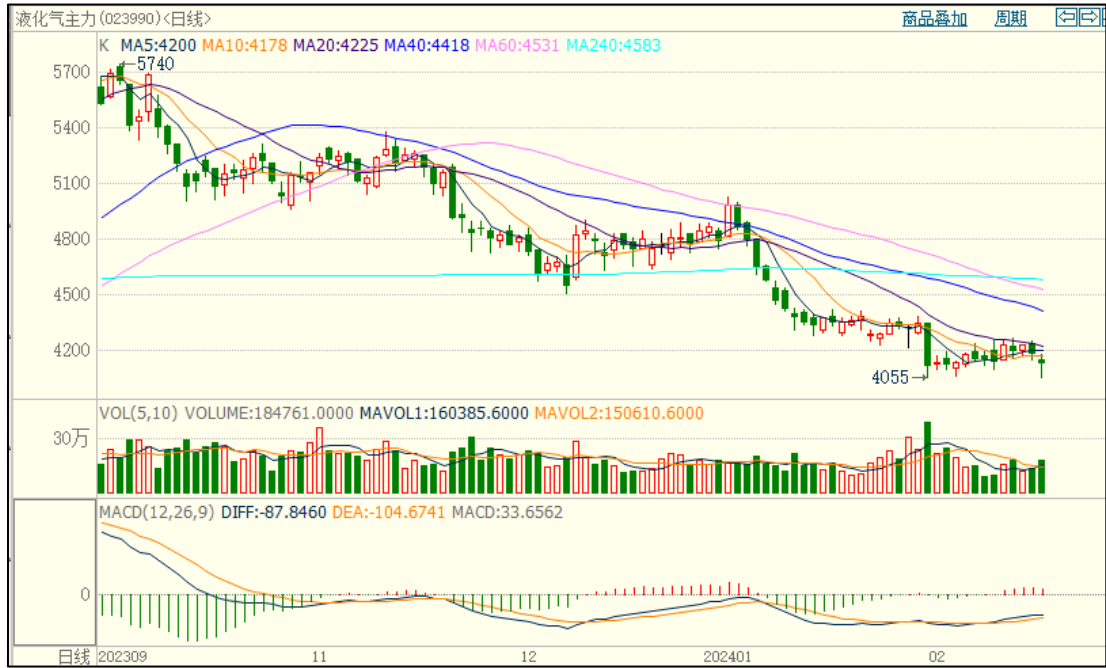 液化气主力(023990)<日线> 商品叠加 周期
K MA5:4200 MA10:4178 MA20:4225 MA40:4418 MA60:4531 MA240:4583
5740
5700
5400
5100
4800
4500
4200
4055
VOL(5,10) VOLUME:184761.0000 MAVOL1:160385.6000 MAVOL2:150610.6000
30万
MACD(12,26,9) DIFF:-87.8460 DEA:-104.6741 MACD:33.6562
0
日线 202309 11 12 202401 02